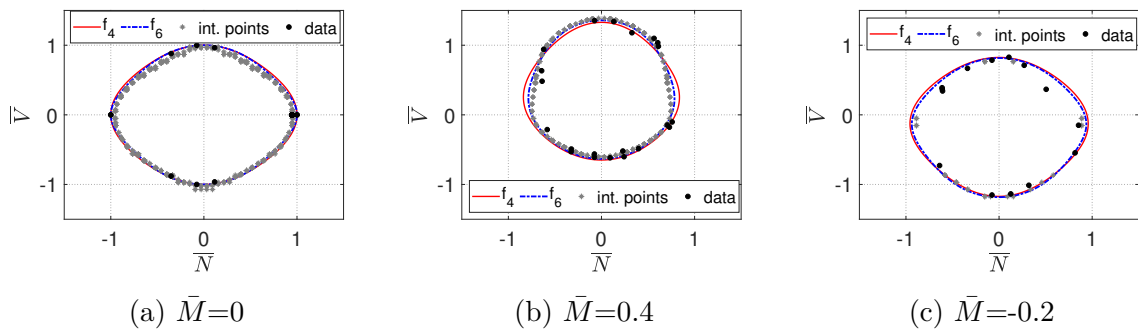 f4 f6 int. points data
1
0
-1
V̅
-1 0 1
N̅
(a) M̄=0
1
0
-1
V̅
f4 f6 int. points data
-1 0 1
N̅
(b) M̄=0.4
f4 f6 int. points data
1
0
-1
V̅
-1 0 1
N̅
(c) M̄=-0.2